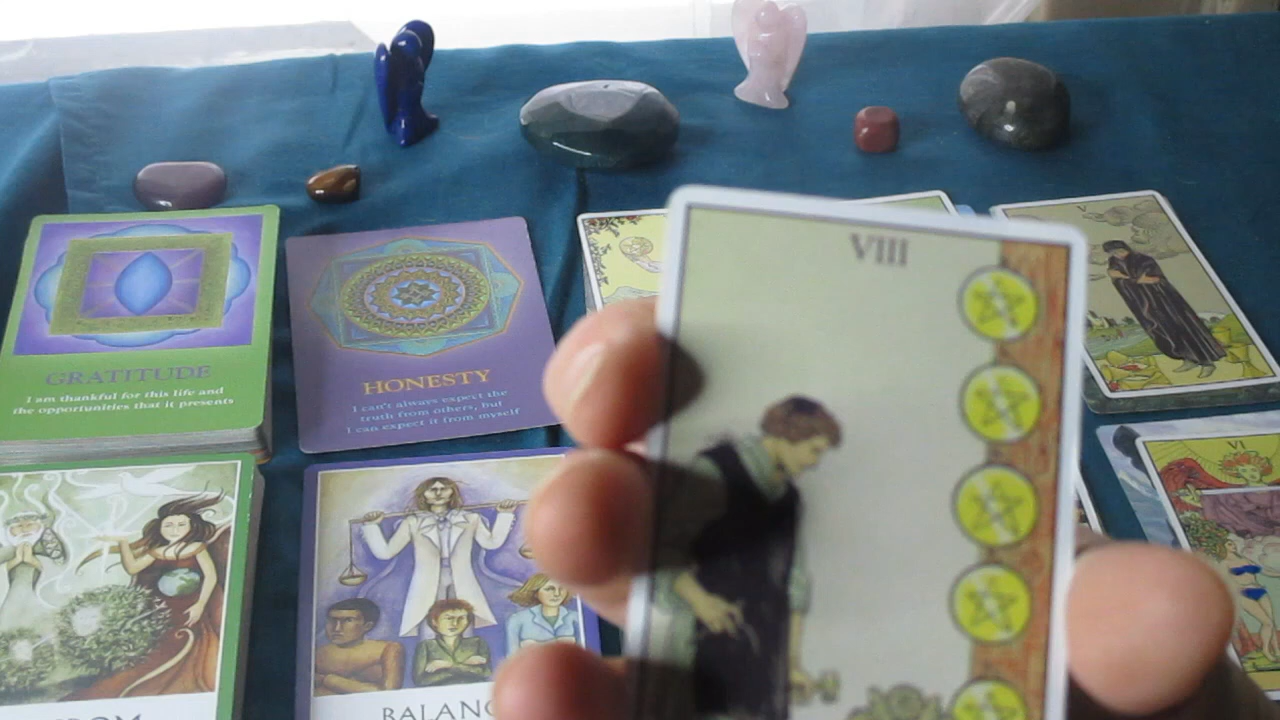 VIII
V
GRATITUDE
I am thankful for this life and
the opportunities that it presents
HONESTY
I can't always expect the
truth from others, but
I can expect it from myself
VI
DOM
BALANC